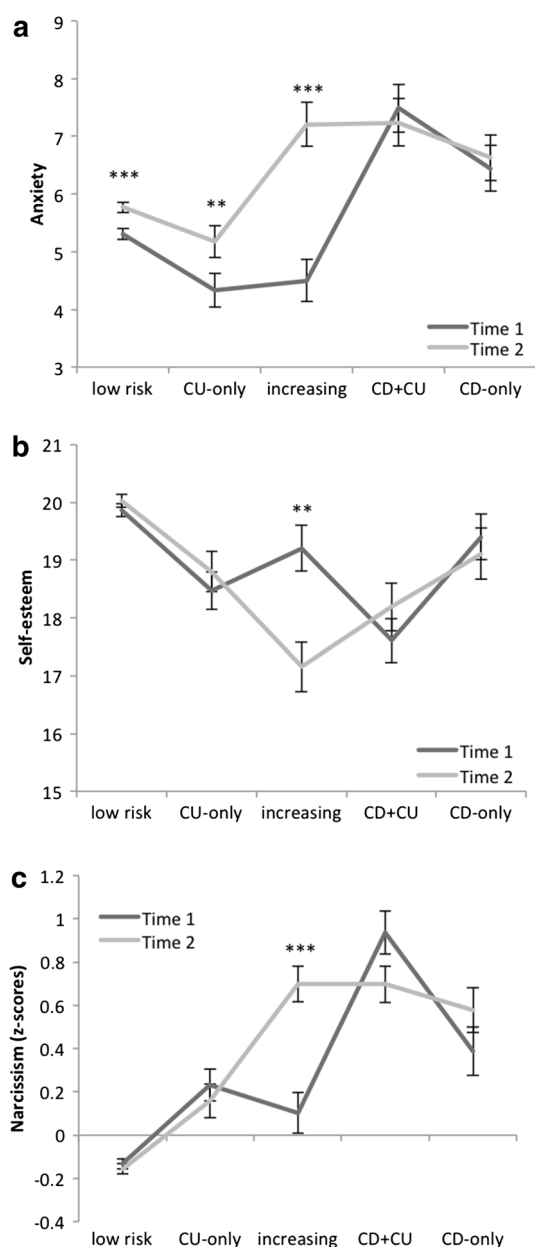 a
9
8
7
6
5
4
3
Anxiety
***
**
***
Time 1
Time 2
low risk CU-only increasing CD+CU CD-only
b
21
20
19
18
17
16
15
Self-esteem
**
Time 1
Time 2
low risk CU-only increasing CD+CU CD-only
c
1.2
1
0.8
0.6
0.4
0.2
0
-0.2
-0.4
Narcissism (z-scores)
Time 1
Time 2
***
low risk CU-only increasing CD+CU CD-only